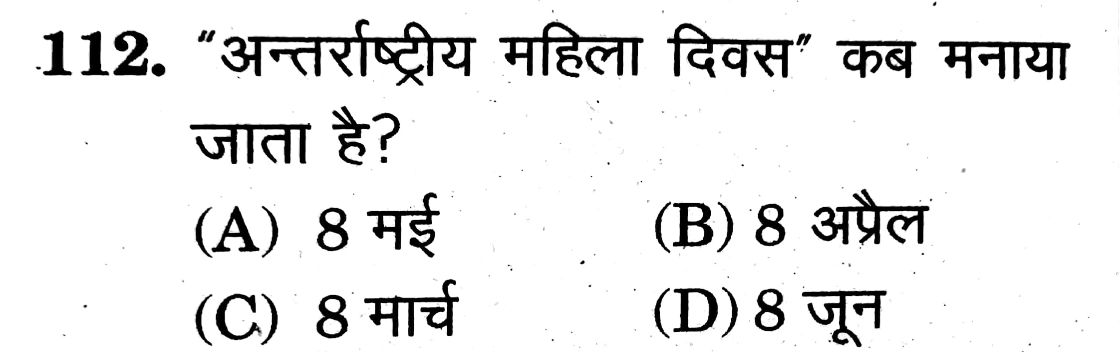 112. "अन्तर्राष्ट्रीय महिला दिवस" कब मनाया
जाता है?
(A) 8 मई (B) 8 अप्रैल
(C) 8 मार्च (D) 8 जून